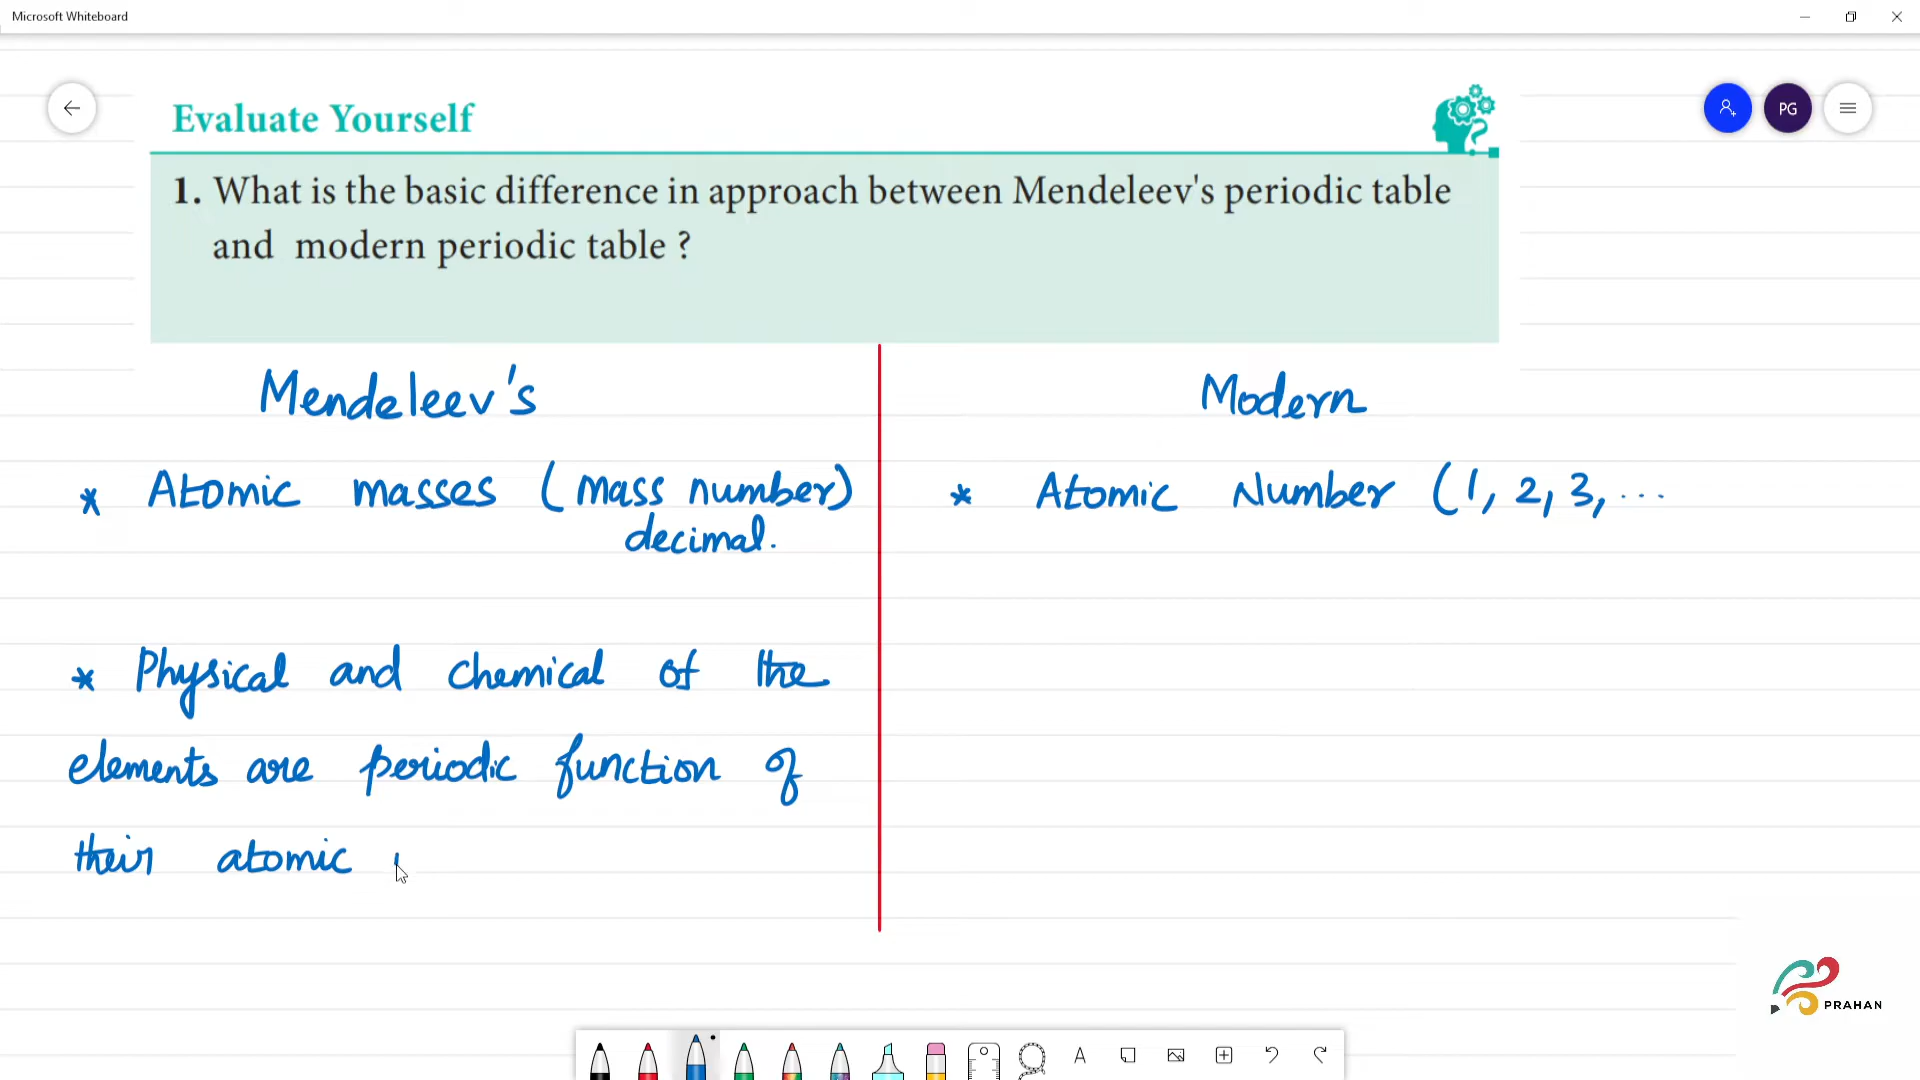 Microsoft Whiteboard
Evaluate Yourself
PG
1. What is the basic difference in approach between Mendeleev's periodic table
and modern periodic table ?
Mendeleev's
Modern
* Atomic masses (mass number)
decimal.
* Atomic Number (1, 2, 3, ...
* Physical and chemical of the
elements are periodic function of
their atomic
PRAHAN
A